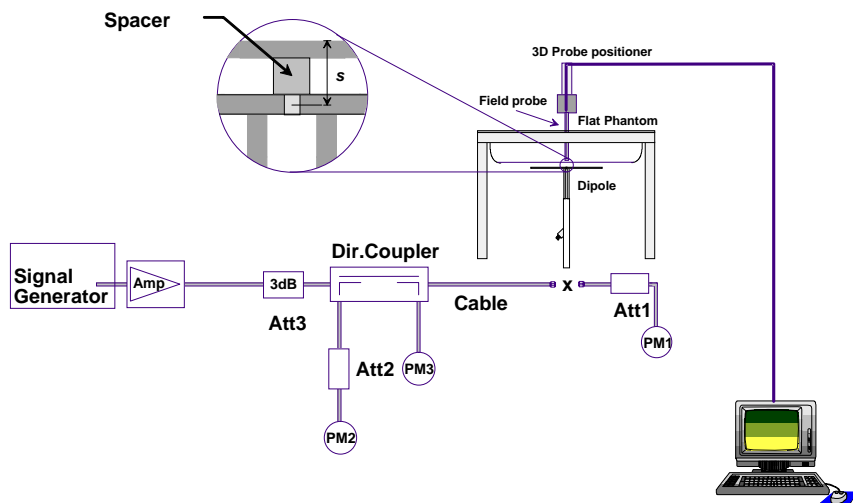 Spacer
s
3D Probe positioner
Field probe
Flat Phantom
Dipole
Dir.Coupler
Signal
Generator
Amp
3dB
Att3
Cable
x
Att1
PM1
Att2
PM3
PM2